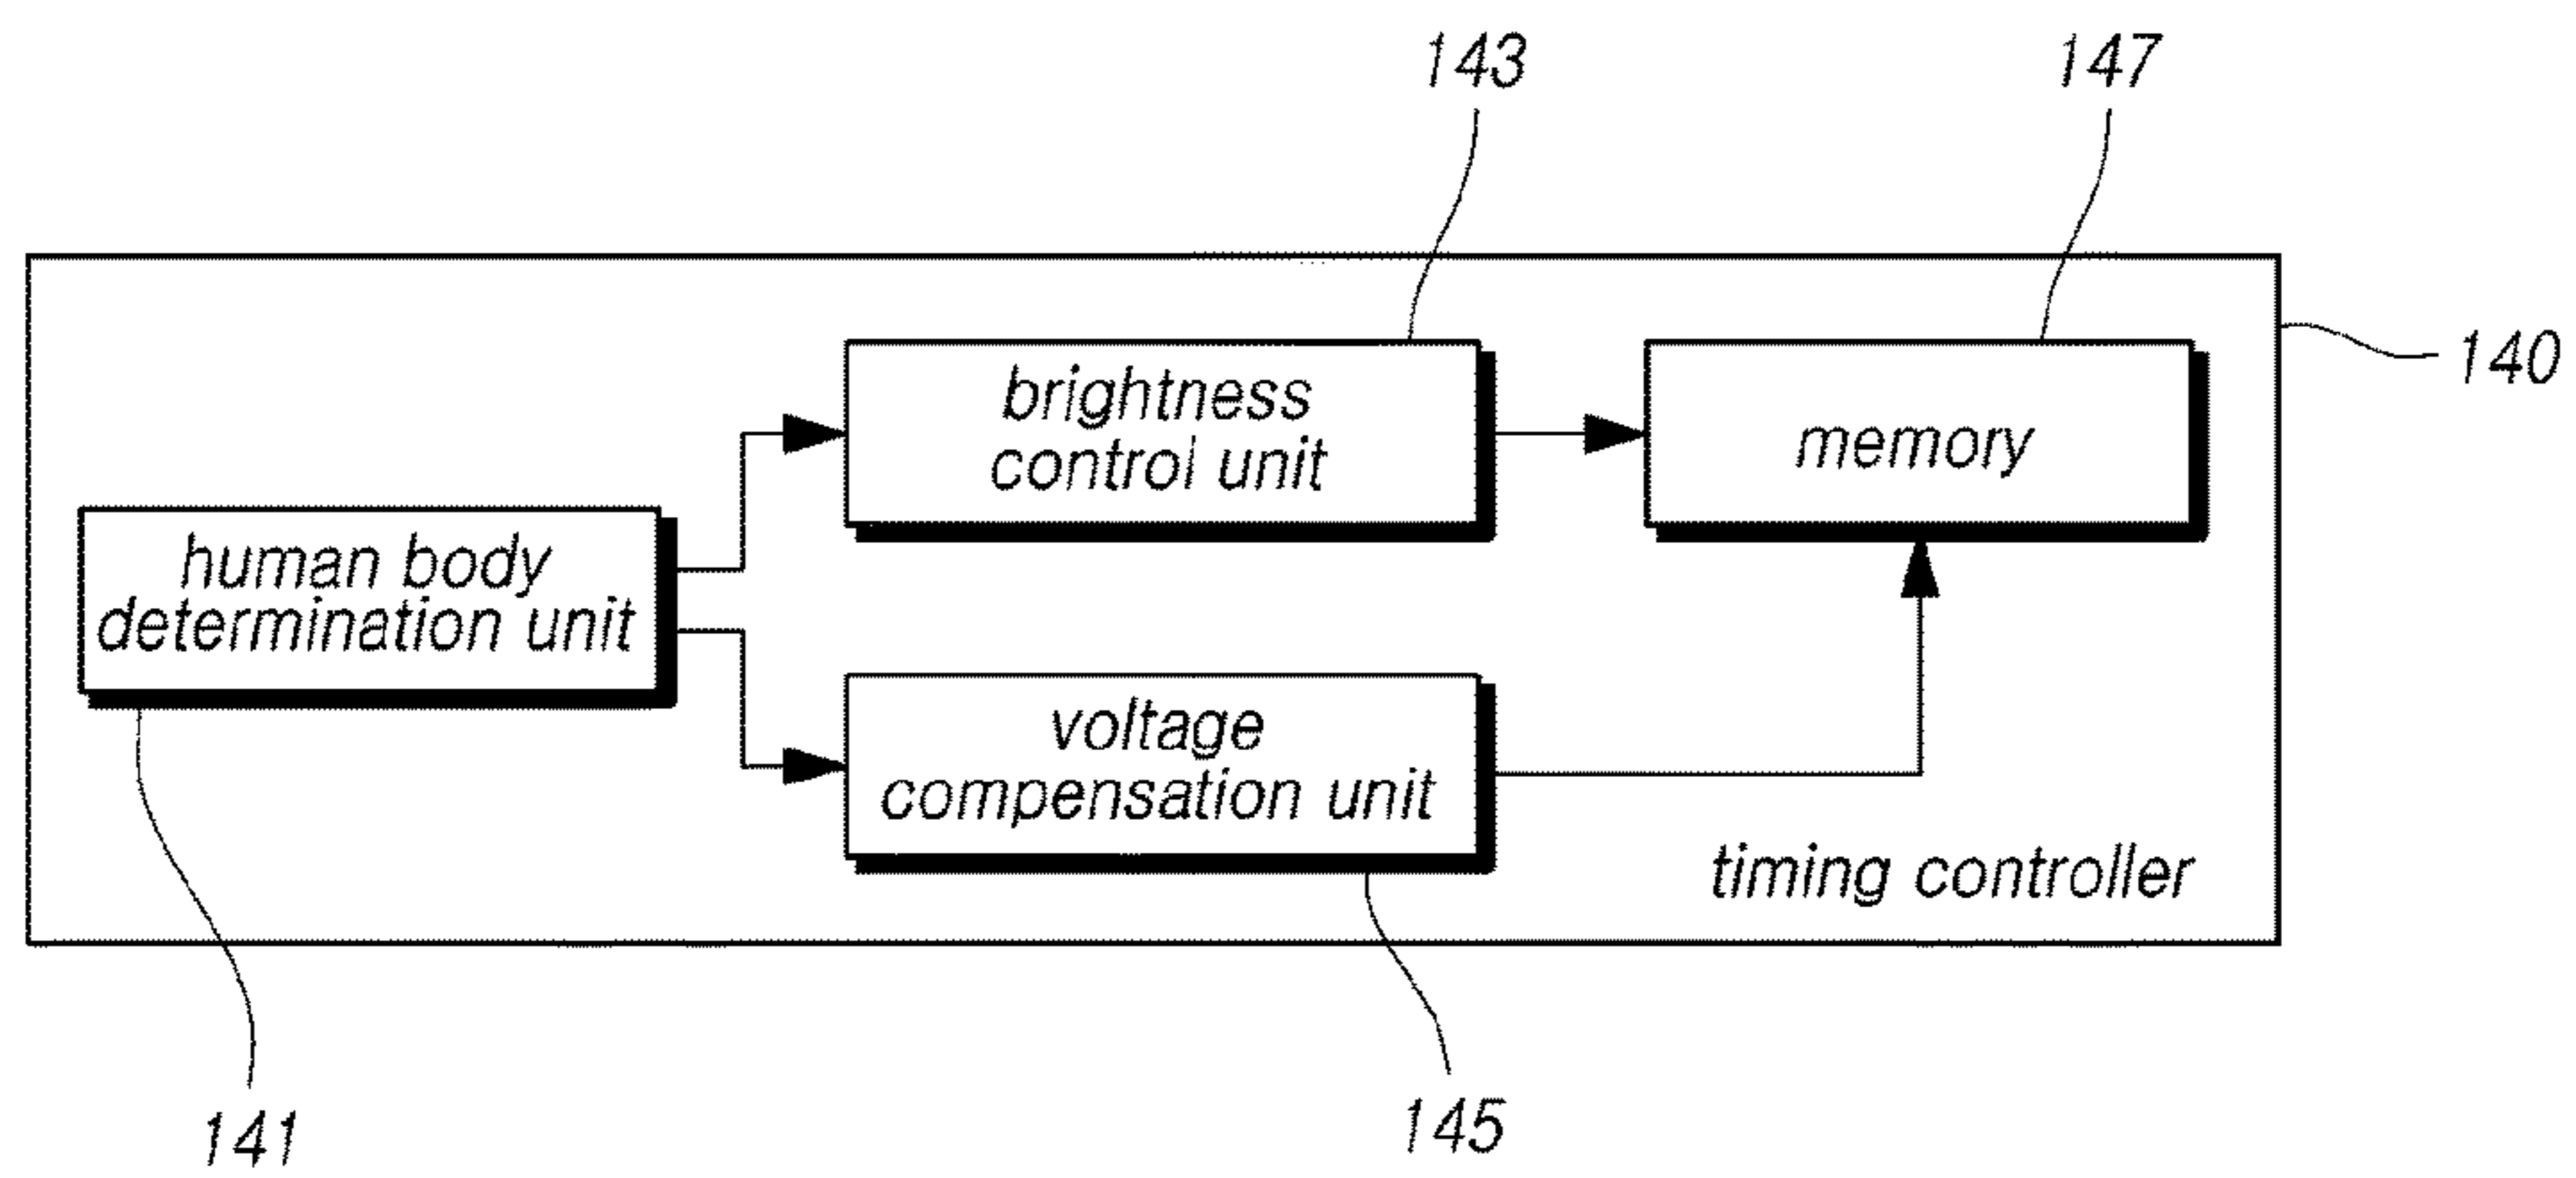 143
147
140
brightness
control unit
memory
human body
determination unit
voltage
compensation unit
timing controller
141
145